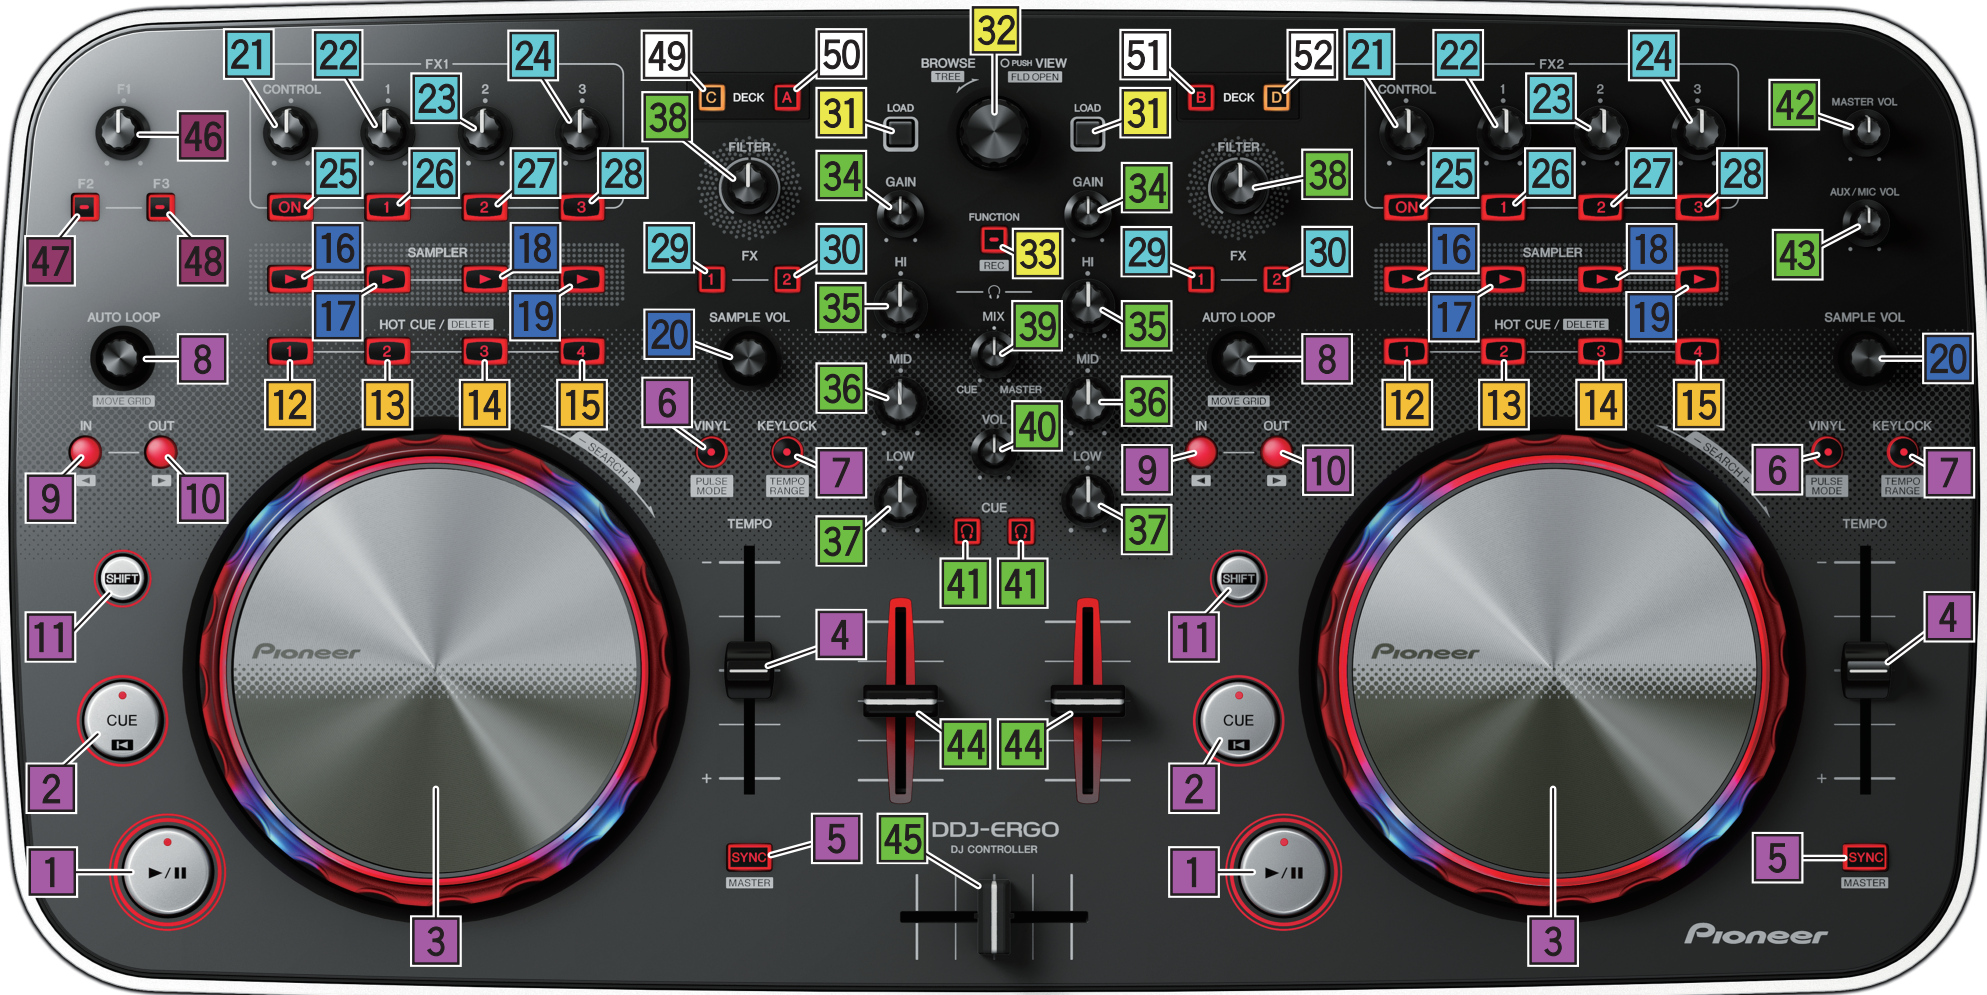 32
21 22 24 49 50 51 52 21 22 24
FX1 FX2
BROWSE PUSH VIEW
TREE FLD OPEN
F1 CONTROL 1 23 2 3 C DECK A LOAD LOAD B DECK D CONTROL 1 23 2 3 42 MASTER VOL
38 31 31
46 FILTER FILTER
25 26 27 28 34 GAIN GAIN 34 38 25 26 27 28 AUX/MIC VOL
F2 F3 ON 1 2 3 FUNCTION ON 1 2 3
47 48 16 SAMPLER 18 29 FX 30 33 29 FX 30 16 SAMPLER 18 43
HI REC HI
1 2 1 2
17 19 35 MIX 39 35 17 19
AUTO LOOP HOT CUE / DELETE 20 SAMPLE VOL AUTO LOOP HOT CUE / DELETE SAMPLE VOL
8 1 2 3 4 MID MID 8 1 2 3 4 20
MOVE GRID 12 13 14 15 6 36 CUE MASTER 36 MOVE GRID 12 13 14 15
IN OUT VINYL KEYLOCK VOL 40 IN OUT VINYL KEYLOCK
9 10 − SEARCH + 7 LOW LOW 9 10 − SEARCH + 6 7
PULSE MODE TEMPO RANGE PULSE MODE TEMPO RANGE
TEMPO 37 CUE 37 TEMPO
− −
SHIFT 41 41 SHIFT
11 4 11 4
Pioneer Pioneer
CUE CUE
44 44
2 + 2 +
1 5 45 DDJ-ERGO 1 5
DJ CONTROLLER
SYNC SYNC
MASTER MASTER
3 3
Pioneer